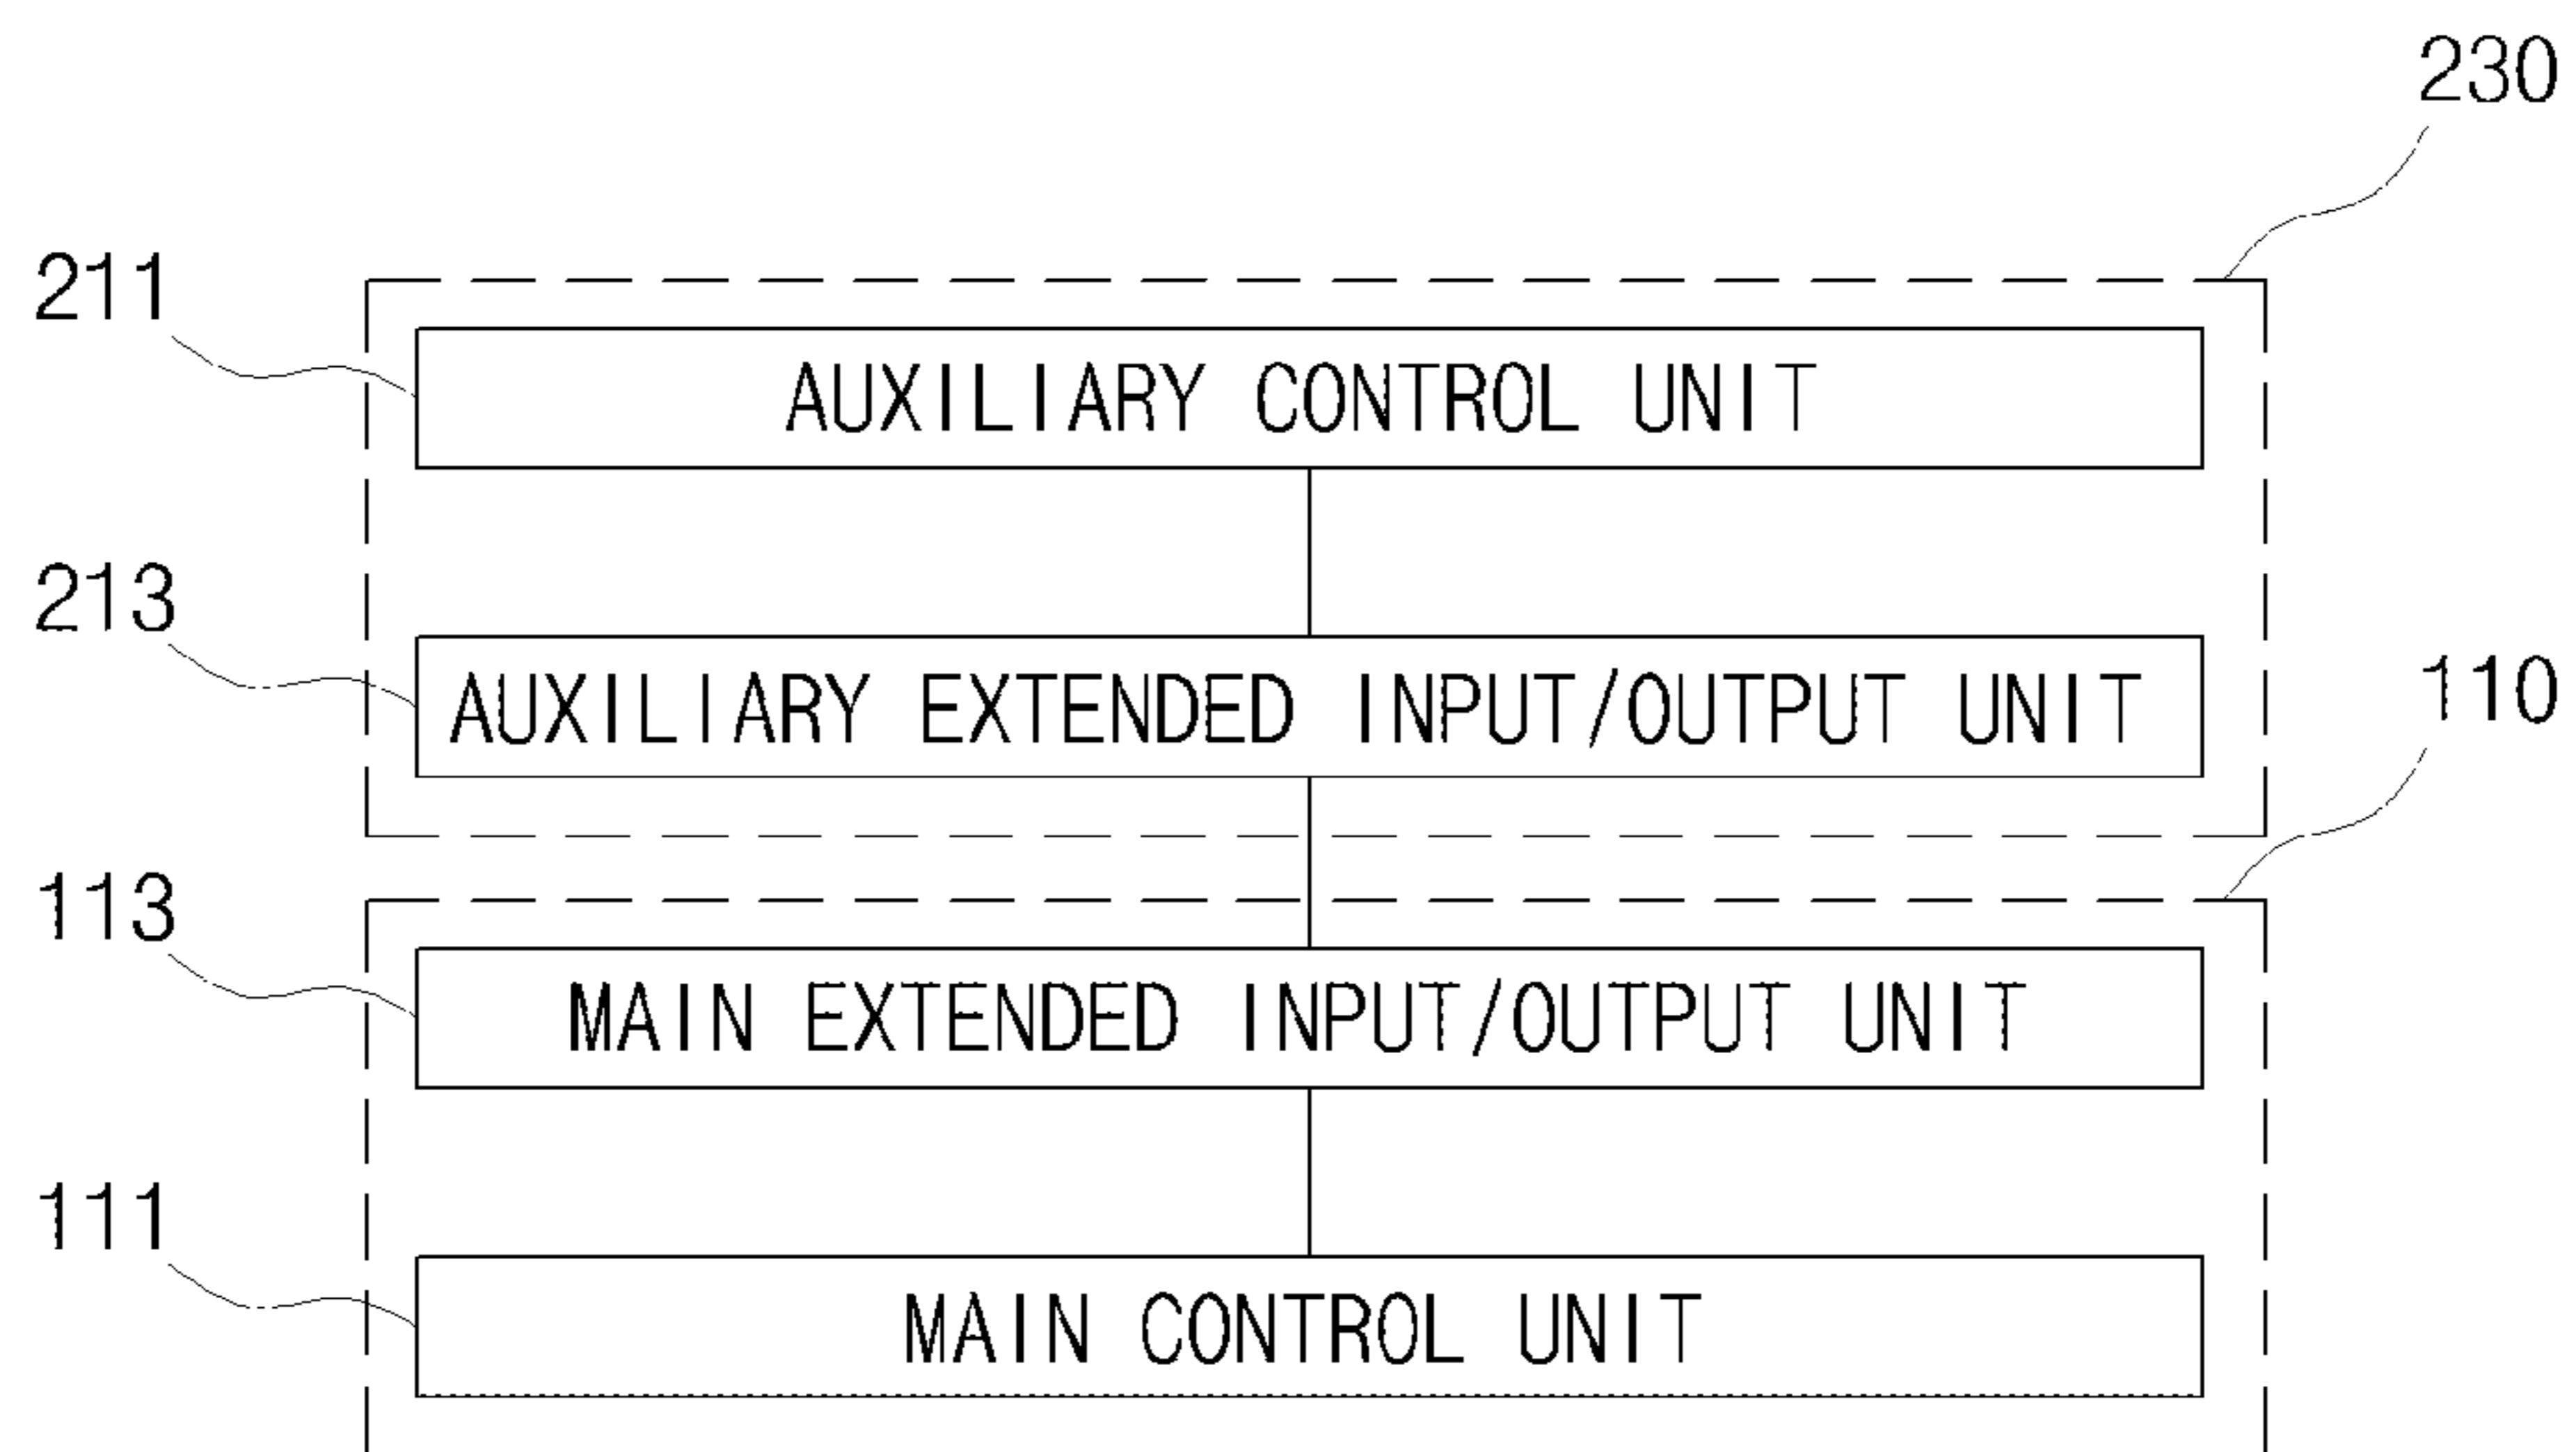 230
211
AUXILIARY CONTROL UNIT
213
AUXILIARY EXTENDED INPUT/OUTPUT UNIT
110
113
MAIN EXTENDED INPUT/OUTPUT UNIT
111
MAIN CONTROL UNIT